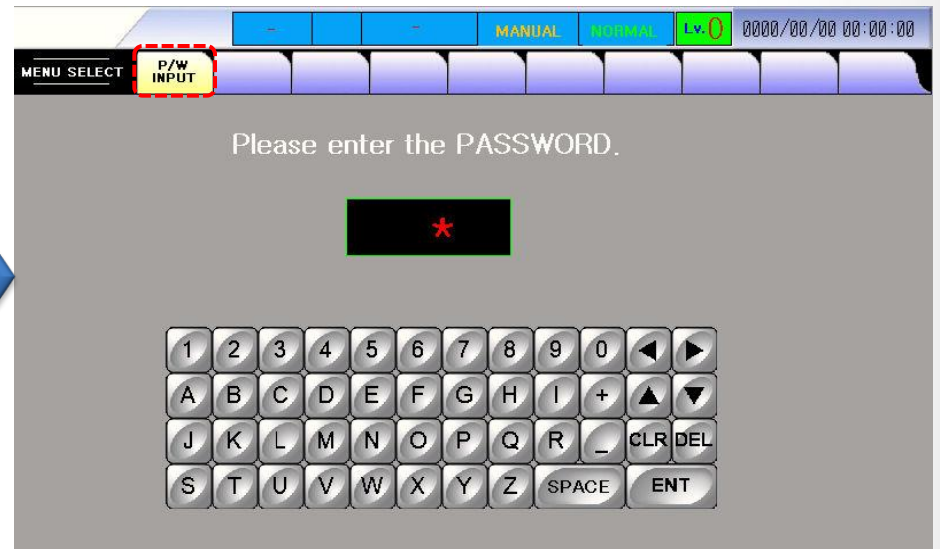 - - MANUAL NORMAL Lv.0 0000/00/00 00:00:00
MENU SELECT P/W INPUT
Please enter the PASSWORD.
*
1 2 3 4 5 6 7 8 9 0 ◀ ▶
A B C D E F G H I + ▲ ▼
J K L M N O P Q R _ CLR DEL
S T U V W X Y Z SPACE ENT